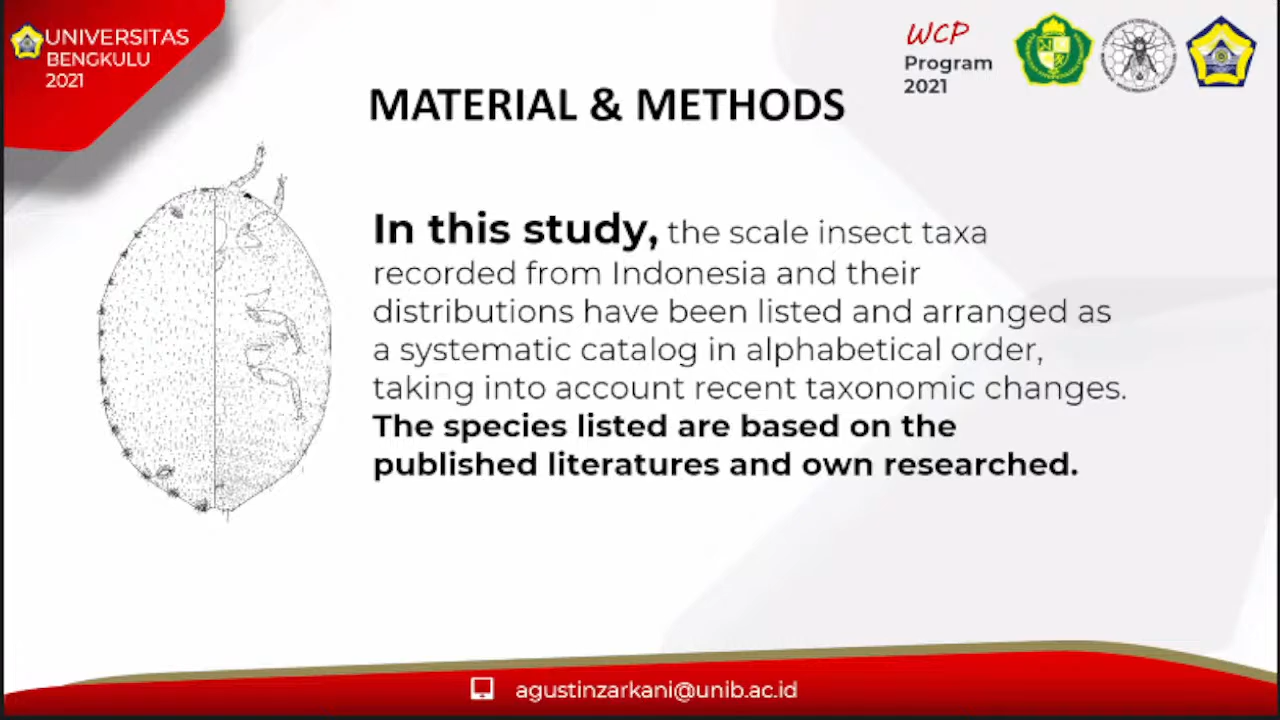 UNIVERSITAS
BENGKULU
2021
WCP
Program
2021
MATERIAL & METHODS
In this study, the scale insect taxa
recorded from Indonesia and their
distributions have been listed and arranged as
a systematic catalog in alphabetical order,
taking into account recent taxonomic changes.
The species listed are based on the
published literatures and own researched.
agustinzarkani@unib.ac.id